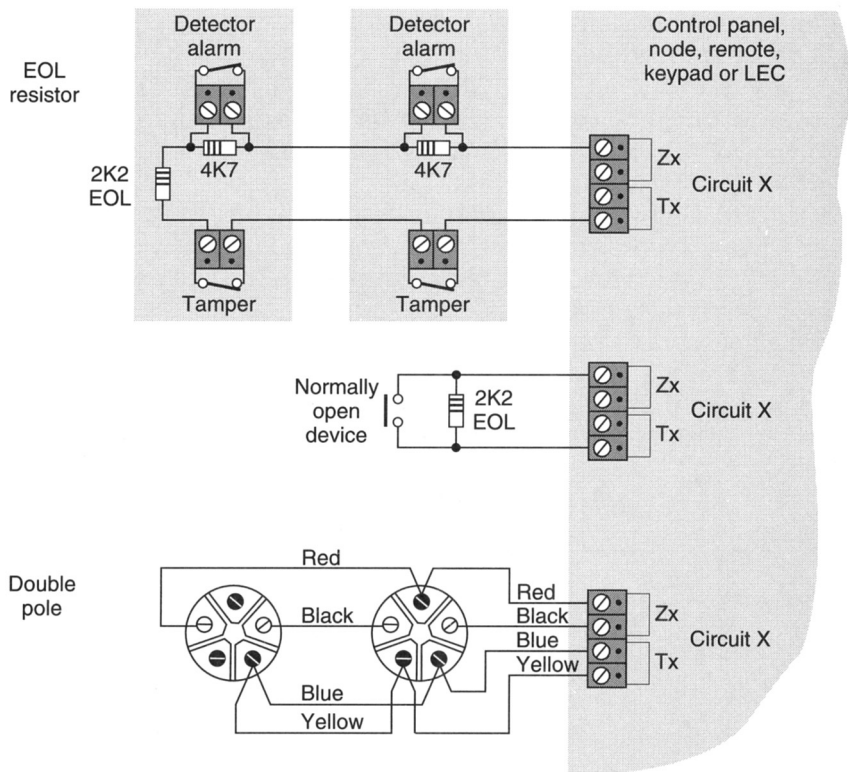 Detector
alarm
Detector
alarm
Control panel,
node, remote,
keypad or LEC
EOL
resistor
4K7
4K7
2K2
EOL
Zx
Tx
Circuit X
Tamper
Tamper
Normally
open
device
2K2
EOL
Zx
Tx
Circuit X
Double
pole
Red
Black
Blue
Yellow
Red
Black
Blue
Yellow
Zx
Tx
Circuit X